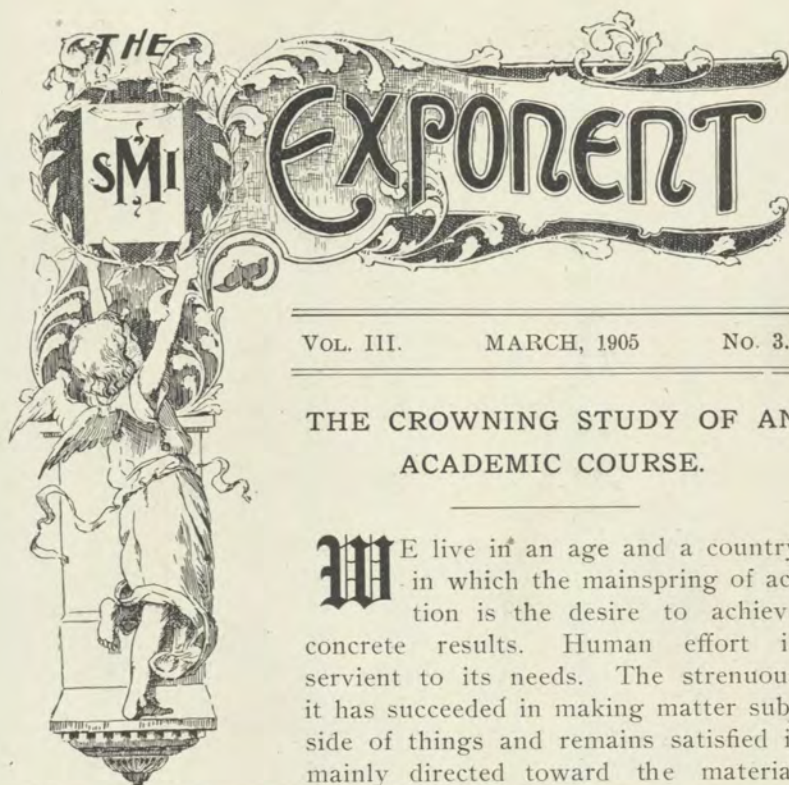 THE
SMI
EXPONENT
VOL. III. MARCH, 1905 No. 3.
THE CROWNING STUDY OF AN
ACADEMIC COURSE.
WE live in an age and a country
in which the mainspring of ac
tion is the desire to achiev
concrete results. Human effort i
servient to its needs. The strenuou
it has succeeded in making matter sub
side of things and remains satisfied i
mainly directed toward the materia